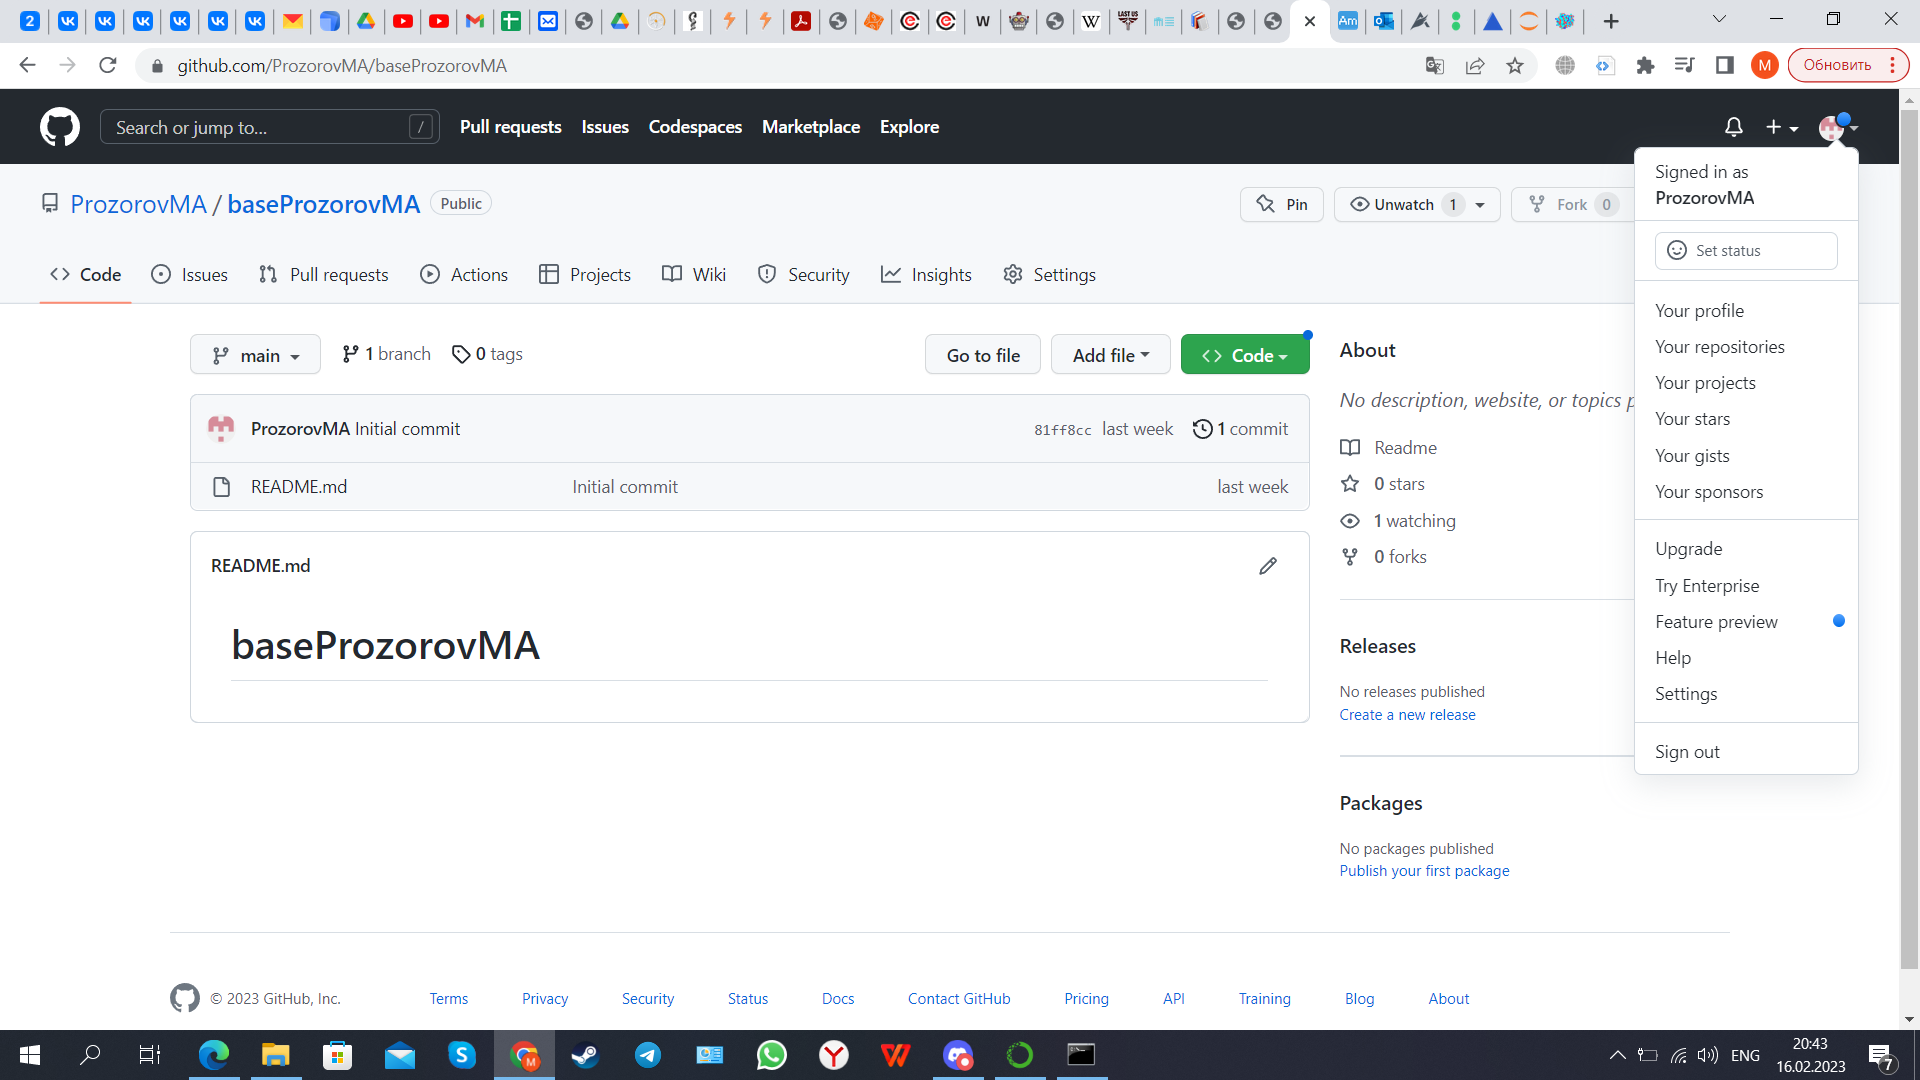 github.com/ProzorovMA/baseProzorovMA
Обновить
Search or jump to...
/
Pull requests
Issues
Codespaces
Marketplace
Explore
Signed in as
ProzorovMA
Set status
Your profile
Your repositories
Your projects
Your stars
Your gists
Your sponsors
Upgrade
Try Enterprise
Feature preview
Help
Settings
Sign out
ProzorovMA / baseProzorovMA
Public
Pin
Unwatch 1
Fork 0
Code
Issues
Pull requests
Actions
Projects
Wiki
Security
Insights
Settings
main
1 branch
0 tags
Go to file
Add file
Code
ProzorovMA Initial commit
81ff8cc last week
1 commit
README.md
Initial commit
last week
README.md
baseProzorovMA
About
No description, website, or topics p
Readme
0 stars
1 watching
0 forks
Releases
No releases published
Create a new release
Packages
No packages published
Publish your first package
© 2023 GitHub, Inc.
Terms
Privacy
Security
Status
Docs
Contact GitHub
Pricing
API
Training
Blog
About
ENG
20:43
16.02.2023
7